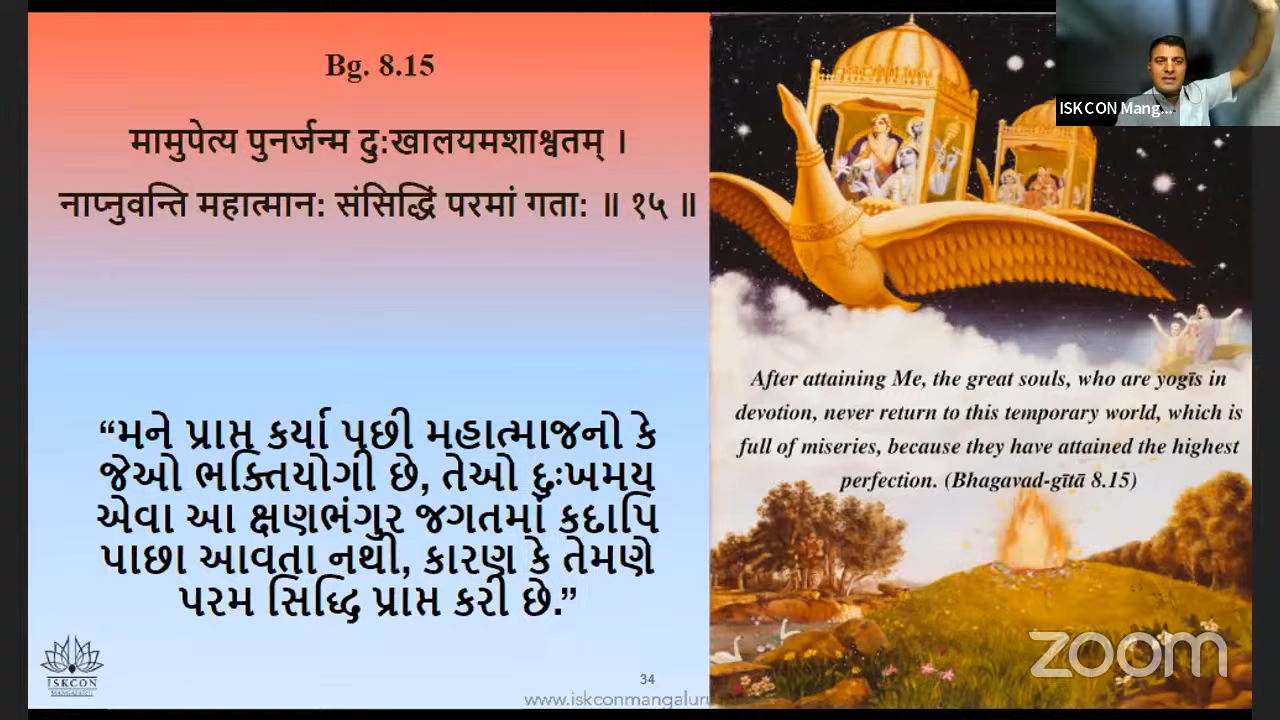 Bg. 8.15
मामुपेत्य पुनर्जन्म दु:खालयमशाश्वतम् ।
नाप्नुवन्ति महात्मान: संसिद्धिं परमां गता: ॥ १५ ॥
“મને પ્રાપ્ત કર્યા પછી મહાત્માજનો કે
જેઓ ભક્તિયોગી છે, તેઓ દુઃખમય
એવા આ ક્ષણભંગુર જગતમાં કદાપિ
પાછા આવતા નથી, કારણ કે તેમણે
પરમ સિદ્ધિ પ્રાપ્ત કરી છે.”
ISKCON
34
www.iskconmangaluru
ISKCON Mang...
After attaining Me, the great souls, who are yogīs in
devotion, never return to this temporary world, which is
full of miseries, because they have attained the highest
perfection. (Bhagavad-gītā 8.15)
zoom